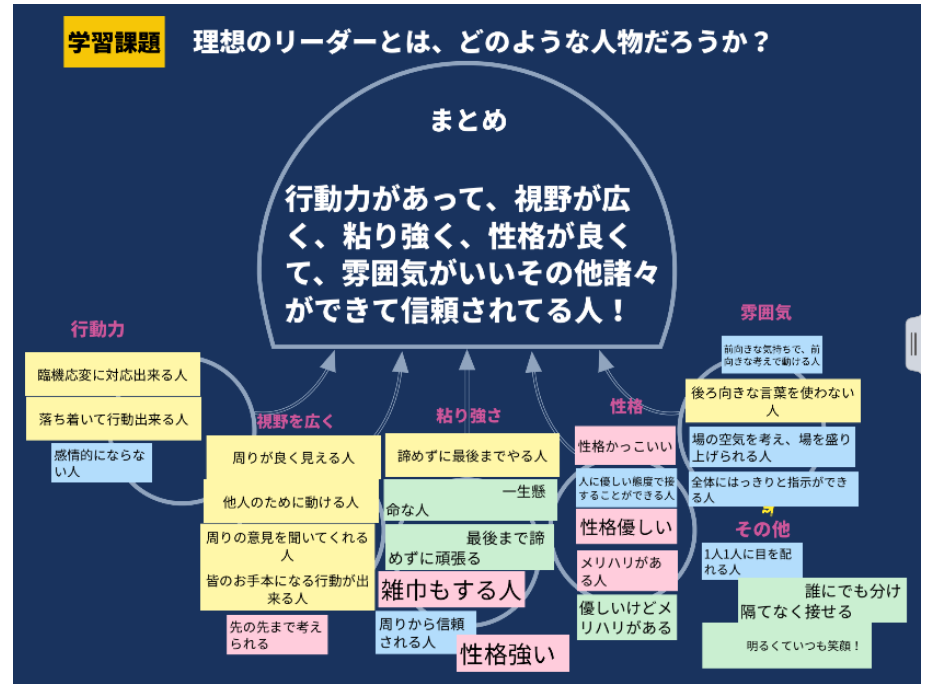 学習課題
理想のリーダーとは、どのような人物だろうか？
まとめ
行動力があって、視野が広
く、粘り強く、性格が良く
て、雰囲気がいいその他諸々
ができて信頼されてる人！
行動力
臨機応変に対応出来る人
落ち着いて行動出来る人
感情的にならな
い人
視野を広く
周りが良く見える人
他人のために動ける人
周りの意見を聞いてくれる
人
皆のお手本になる行動が出
来る人
先の先まで考え
られる
粘り強さ
諦めずに最後までやる人
一生懸
命な人
最後まで諦
めずに頑張る
雑巾もする人
周りから信頼
される人
性格強い
性格
性格かっこいい
人に優しい態度で接
することができる人
性格優しい
メリハリがあ
る人
優しいけどメ
リハリがある
雰囲気
前向きな気持ちで、前
向きな考えで動ける人
後ろ向きな言葉を使わない
人
場の空気を考え、場を盛り
上げられる人
全体にはっきりと指示ができ
る人
その他
1人1人に目を配
れる人
誰にでも分け
隔てなく接せる
明るくていつも笑顔！